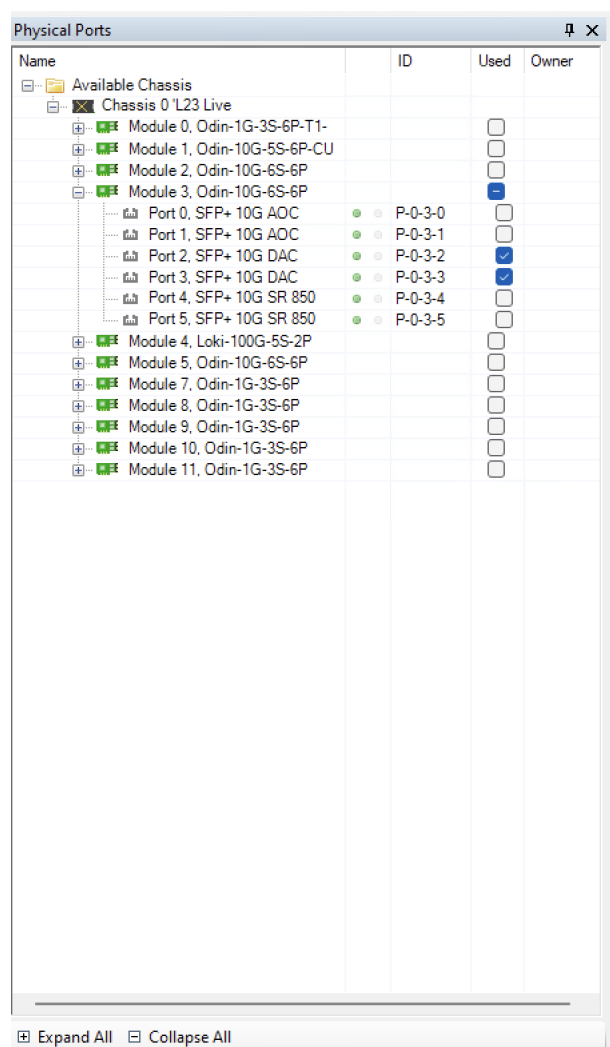 Physical Ports
Name ID Used Owner
Available Chassis
Chassis 0 'L23 Live
Module 0, Odin-1G-3S-6P-T1-
Module 1, Odin-10G-5S-6P-CU
Module 2, Odin-10G-6S-6P
Module 3, Odin-10G-6S-6P
Port 0, SFP+ 10G AOC P-0-3-0
Port 1, SFP+ 10G AOC P-0-3-1
Port 2, SFP+ 10G DAC P-0-3-2
Port 3, SFP+ 10G DAC P-0-3-3
Port 4, SFP+ 10G SR 850 P-0-3-4
Port 5, SFP+ 10G SR 850 P-0-3-5
Module 4, Loki-100G-5S-2P
Module 5, Odin-10G-6S-6P
Module 7, Odin-1G-3S-6P
Module 8, Odin-1G-3S-6P
Module 9, Odin-1G-3S-6P
Module 10, Odin-1G-3S-6P
Module 11, Odin-1G-3S-6P
Expand All Collapse All